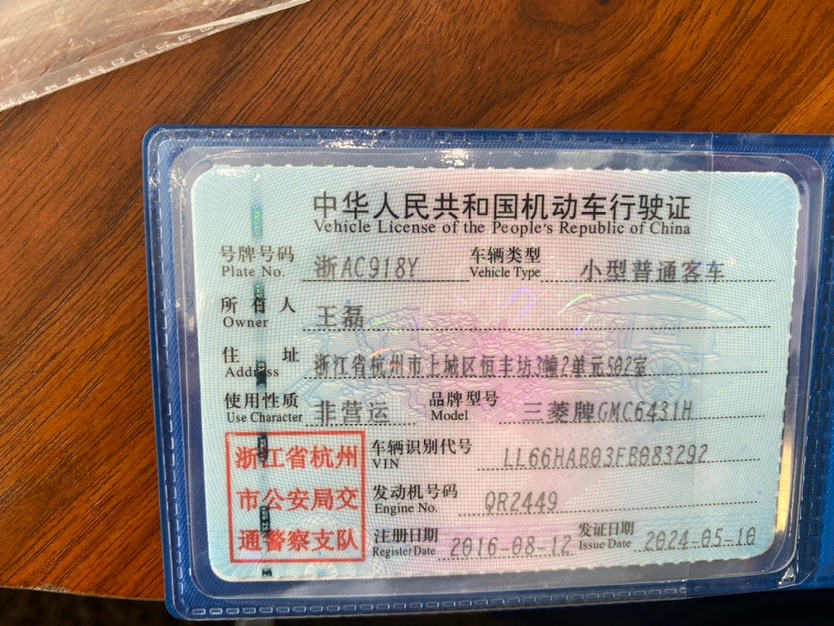 中华人民共和国机动车行驶证
Vehicle License of the People's Republic of China
号牌号码 浙AC918Y 车辆类型 小型普通客车
Plate No. Vehicle Type
所有人 王磊
Owner
住址 浙江省杭州市上城区恒丰坊3幢2单元502室
Address
使用性质 非营运 品牌型号 三菱牌GMC6431H
Use Character Model
浙江省杭州
市公安局交
通警察支队
车辆识别代号 LL66HAB03FB083292
VIN
发动机号码 QR2449
Engine No.
注册日期 2016-08-12 发证日期 2024-05-10
Register Date Issue Date